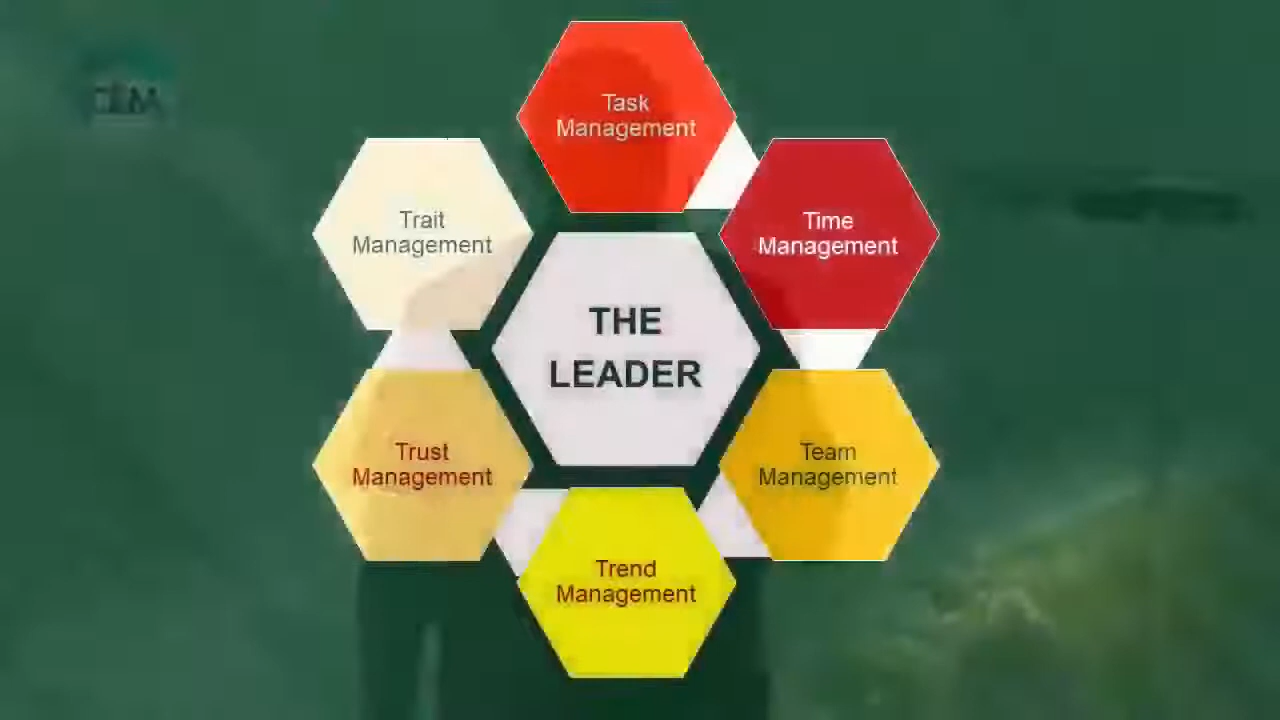 Task
Management
Time
Management
Team
Management
Trend
Management
Trust
Management
Trait
Management
THE
LEADER